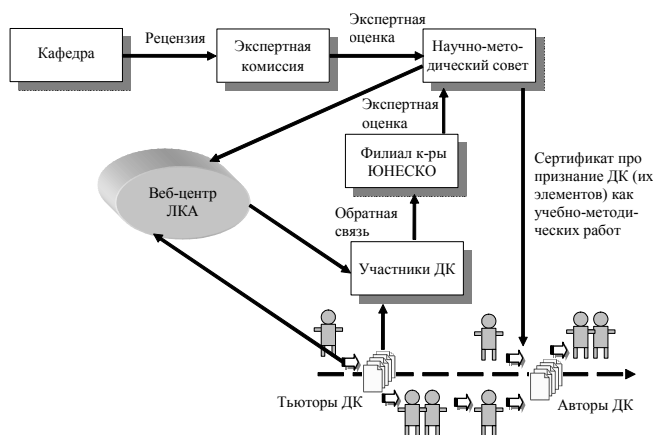 Кафедра
Рецензия
Экспертная
комиссия
Экспертная
оценка
Научно-мето-
дический совет
Экспертная
оценка
Филиал к-ры
ЮНЕСКО
Сертификат про
признание ДК (их
элементов) как
учебно-методи-
ческих работ
Веб-центр
ЛКА
Обратная
связь
Участники ДК
Тьюторы ДК
Авторы ДК